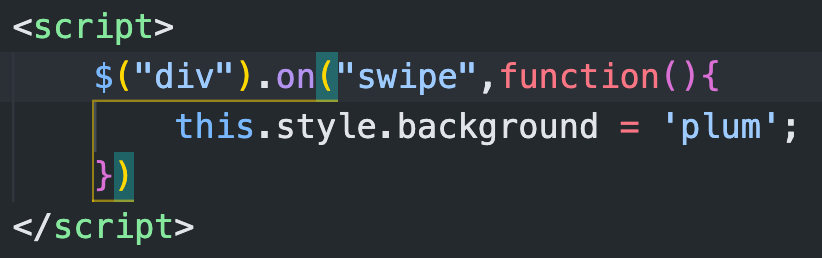 <script>
$("div").on("swipe",function(){
this.style.background = 'plum';
})
</script>